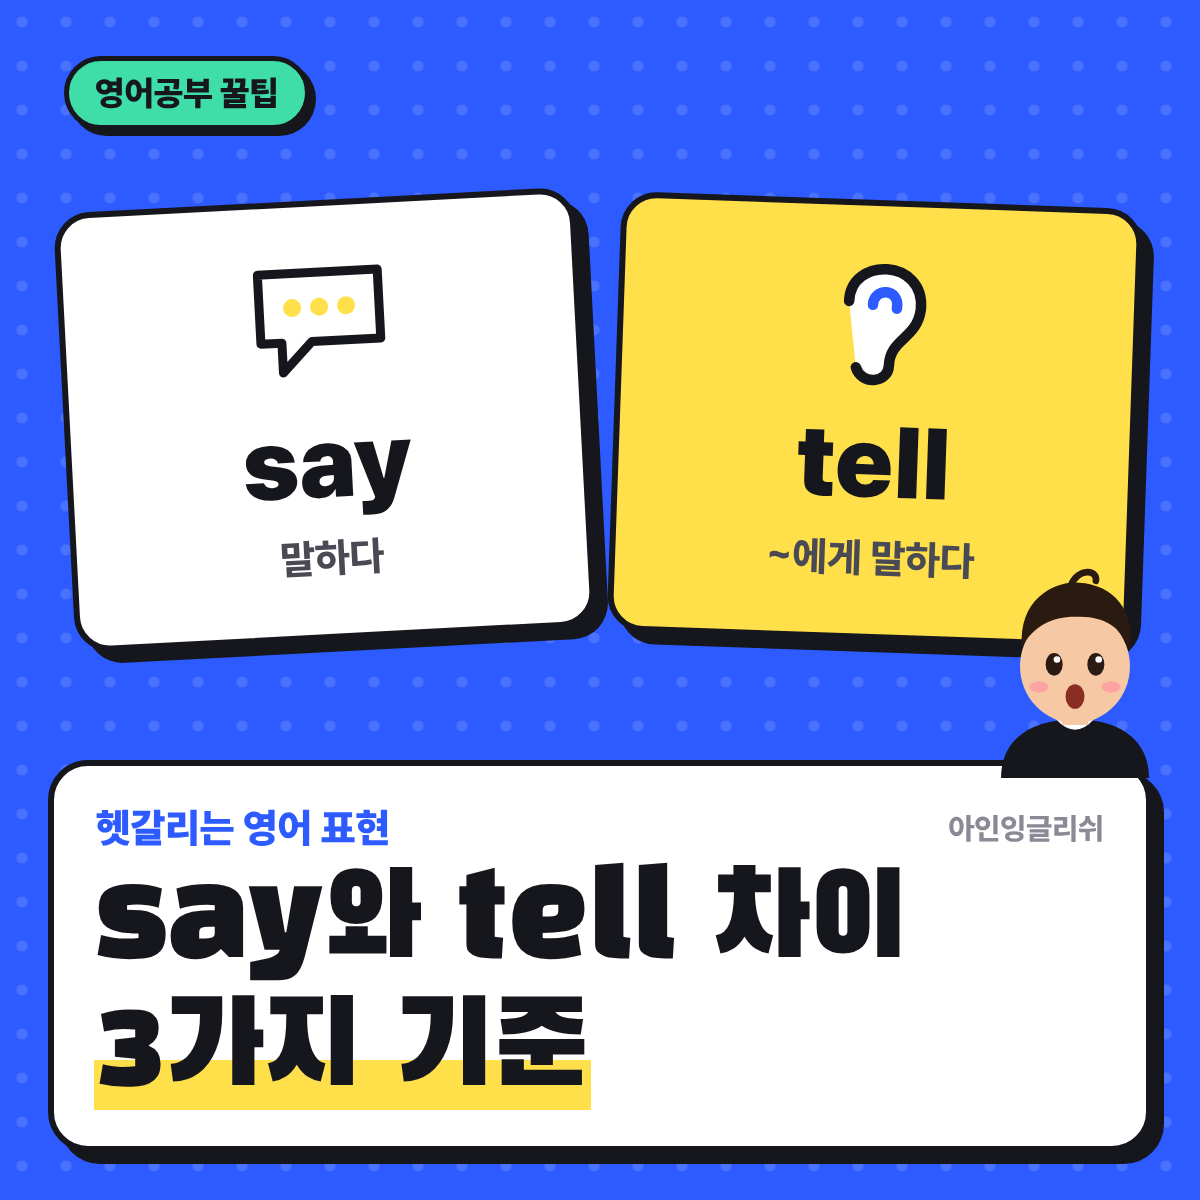 영어공부 꿀팁
say
말하다
tell
~에게 말하다
헷갈리는 영어 표현
아인잉글리쉬
say와 tell 차이
3가지 기준